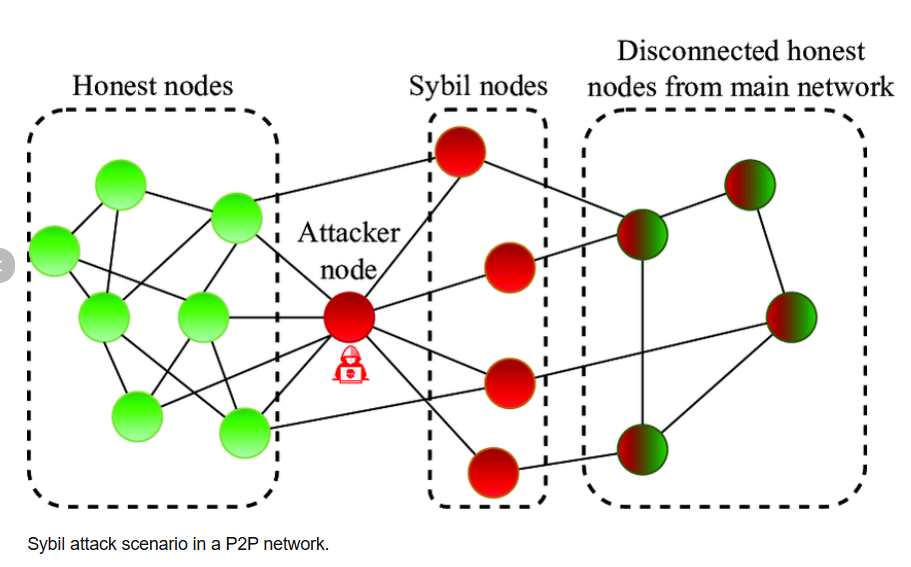 Honest nodes
Sybil nodes
Disconnected honest
nodes from main network
Attacker
node
Sybil attack scenario in a P2P network.